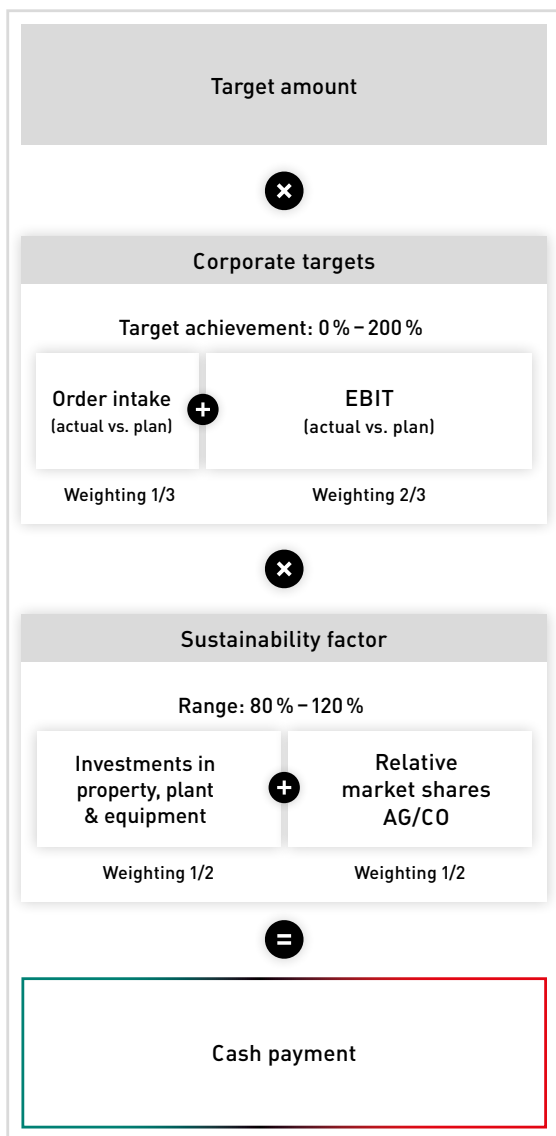 Target amount
×
Corporate targets
Target achievement: 0 % – 200 %
Order intake
(actual vs. plan)
+
EBIT
(actual vs. plan)
Weighting 1/3
Weighting 2/3
×
Sustainability factor
Range: 80 % – 120 %
Investments in
property, plant
& equipment
+
Relative
market shares
AG/CO
Weighting 1/2
Weighting 1/2
=
Cash payment